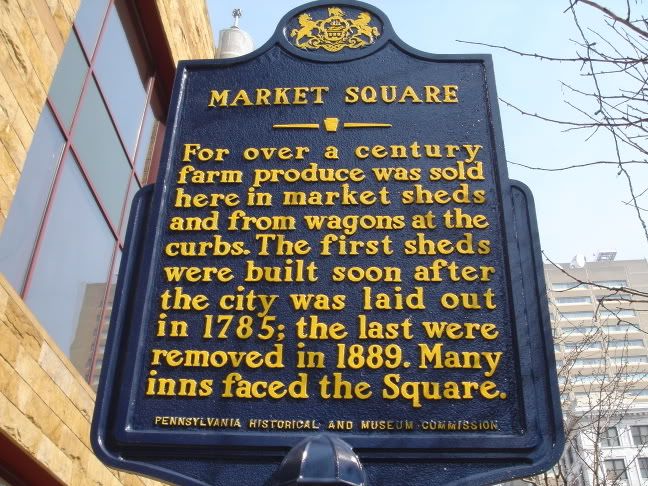 MARKET SQUARE
For over a century
farm produce was sold
here in market sheds
and from wagons at the
curbs. The first sheds
were built soon after
the city was laid out
in 1785; the last were
removed in 1889. Many
inns faced the Square.
PENNSYLVANIA HISTORICAL AND MUSEUM COMMISSION